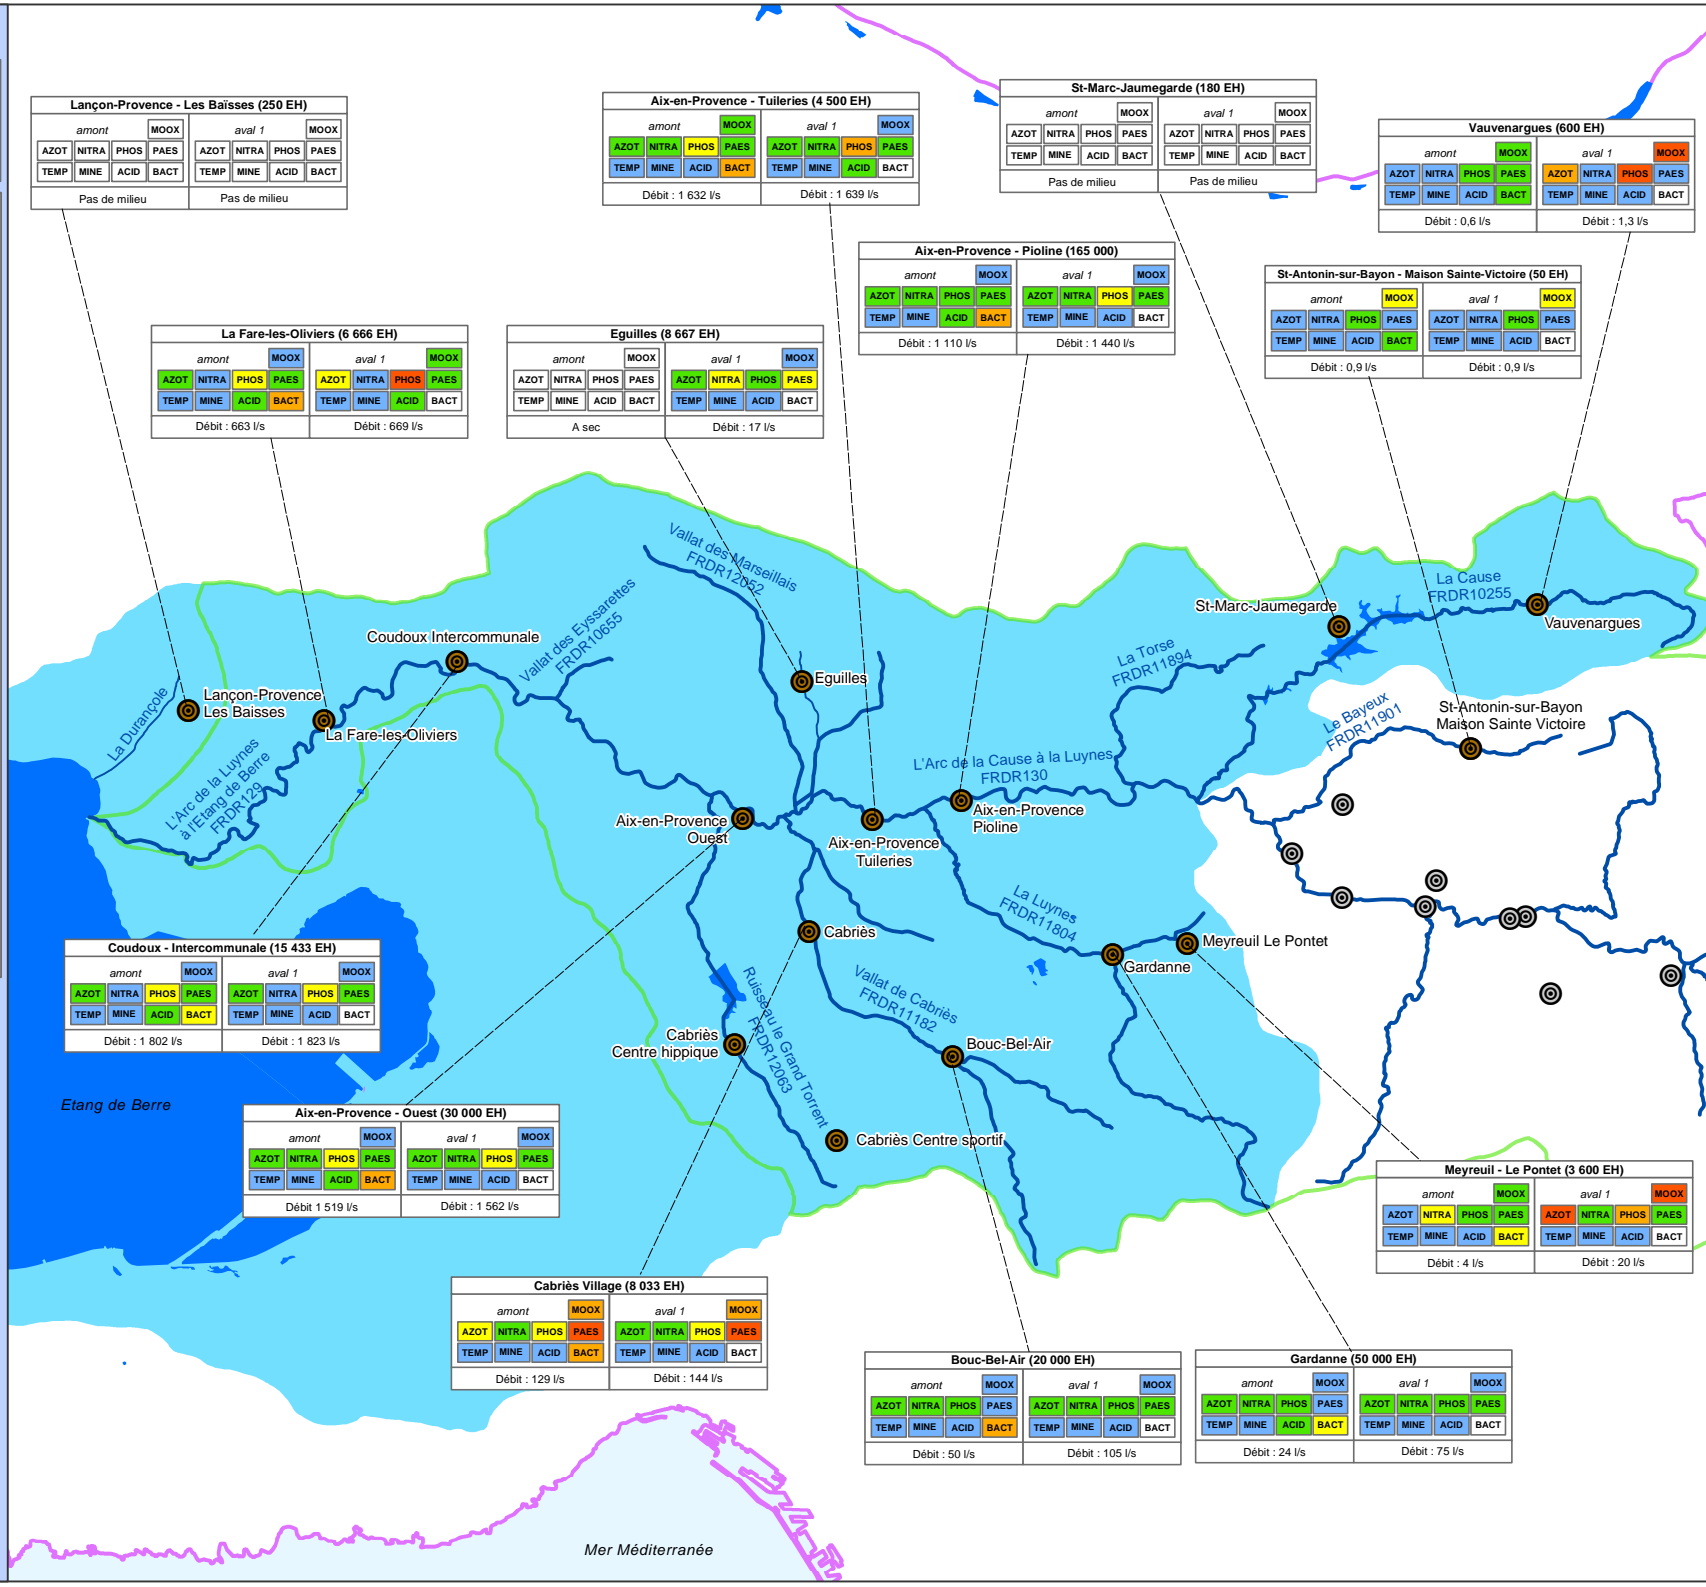 Lançon-Provence - Les Baïsses (250 EH)
amont MOOX aval 1 MOOX
AZOT NITRA PHOS PAES AZOT NITRA PHOS PAES
TEMP MINE ACID BACT TEMP MINE ACID BACT
Pas de milieu Pas de milieu
Aix-en-Provence - Tuileries (4 500 EH)
amont MOOX aval 1 MOOX
AZOT NITRA PHOS PAES AZOT NITRA PHOS PAES
TEMP MINE ACID BACT TEMP MINE ACID BACT
Débit : 1 632 l/s Débit : 1 639 l/s
St-Marc-Jaumegarde (180 EH)
amont MOOX aval 1 MOOX
AZOT NITRA PHOS PAES AZOT NITRA PHOS PAES
TEMP MINE ACID BACT TEMP MINE ACID BACT
Pas de milieu Pas de milieu
Vauvenargues (600 EH)
amont MOOX aval 1 MOOX
AZOT NITRA PHOS PAES AZOT NITRA PHOS PAES
TEMP MINE ACID BACT TEMP MINE ACID BACT
Débit : 0,6 l/s Débit : 1,3 l/s
Aix-en-Provence - Pioline (165 000)
amont MOOX aval 1 MOOX
AZOT NITRA PHOS PAES AZOT NITRA PHOS PAES
TEMP MINE ACID BACT TEMP MINE ACID BACT
Débit : 1 110 l/s Débit : 1 440 l/s
St-Antonin-sur-Bayon - Maison Sainte-Victoire (50 EH)
amont MOOX aval 1 MOOX
AZOT NITRA PHOS PAES AZOT NITRA PHOS PAES
TEMP MINE ACID BACT TEMP MINE ACID BACT
Débit : 0,9 l/s Débit : 0,9 l/s
La Fare-les-Oliviers (6 666 EH)
amont MOOX aval 1 MOOX
AZOT NITRA PHOS PAES AZOT NITRA PHOS PAES
TEMP MINE ACID BACT TEMP MINE ACID BACT
Débit : 663 l/s Débit : 669 l/s
Eguilles (8 667 EH)
amont MOOX aval 1 MOOX
AZOT NITRA PHOS PAES AZOT NITRA PHOS PAES
TEMP MINE ACID BACT TEMP MINE ACID BACT
A sec Débit : 17 l/s
Vallat des Marseillais
FRDR12052
Vallat des Eyssarettes
FRDR10655
Coudoux Intercommunale
La Cause
FRDR10255
St-Marc-Jaumegarde
Vauvenargues
La Torse
FRDR11894
Eguilles
La Durançole
Lançon-Provence
Les Baisses
La Fare-les-Oliviers
Le Bayeux
FRDR11901
St-Antonin-sur-Bayon
Maison Sainte Victoire
L'Arc de la Luynes
à l'Etang de Berre
FRDR129
L'Arc de la Cause à la Luynes
FRDR130
Aix-en-Provence
Pioline
Aix-en-Provence
Ouest
Aix-en-Provence
Tuileries
La Luynes
FRDR11804
Cabriès
Meyreuil Le Pontet
Gardanne
Vallat de Cabriès
FRDR11182
Ruisseau le Grand Torrent
FRDR12063
Cabriès
Centre hippique
Bouc-Bel-Air
Cabriès Centre sportif
Coudoux - Intercommunale (15 433 EH)
amont MOOX aval 1 MOOX
AZOT NITRA PHOS PAES AZOT NITRA PHOS PAES
TEMP MINE ACID BACT TEMP MINE ACID BACT
Débit : 1 802 l/s Débit : 1 823 l/s
Etang de Berre
Aix-en-Provence - Ouest (30 000 EH)
amont MOOX aval 1 MOOX
AZOT NITRA PHOS PAES AZOT NITRA PHOS PAES
TEMP MINE ACID BACT TEMP MINE ACID BACT
Débit 1 519 l/s Débit : 1 562 l/s
Meyreuil - Le Pontet (3 600 EH)
amont MOOX aval 1 MOOX
AZOT NITRA PHOS PAES AZOT NITRA PHOS PAES
TEMP MINE ACID BACT TEMP MINE ACID BACT
Débit : 4 l/s Débit : 20 l/s
Cabriès Village (8 033 EH)
amont MOOX aval 1 MOOX
AZOT NITRA PHOS PAES AZOT NITRA PHOS PAES
TEMP MINE ACID BACT TEMP MINE ACID BACT
Débit : 129 l/s Débit : 144 l/s
Bouc-Bel-Air (20 000 EH)
amont MOOX aval 1 MOOX
AZOT NITRA PHOS PAES AZOT NITRA PHOS PAES
TEMP MINE ACID BACT TEMP MINE ACID BACT
Débit : 50 l/s Débit : 105 l/s
Gardanne (50 000 EH)
amont MOOX aval 1 MOOX
AZOT NITRA PHOS PAES AZOT NITRA PHOS PAES
TEMP MINE ACID BACT TEMP MINE ACID BACT
Débit : 24 l/s Débit : 75 l/s
Mer Méditerranée